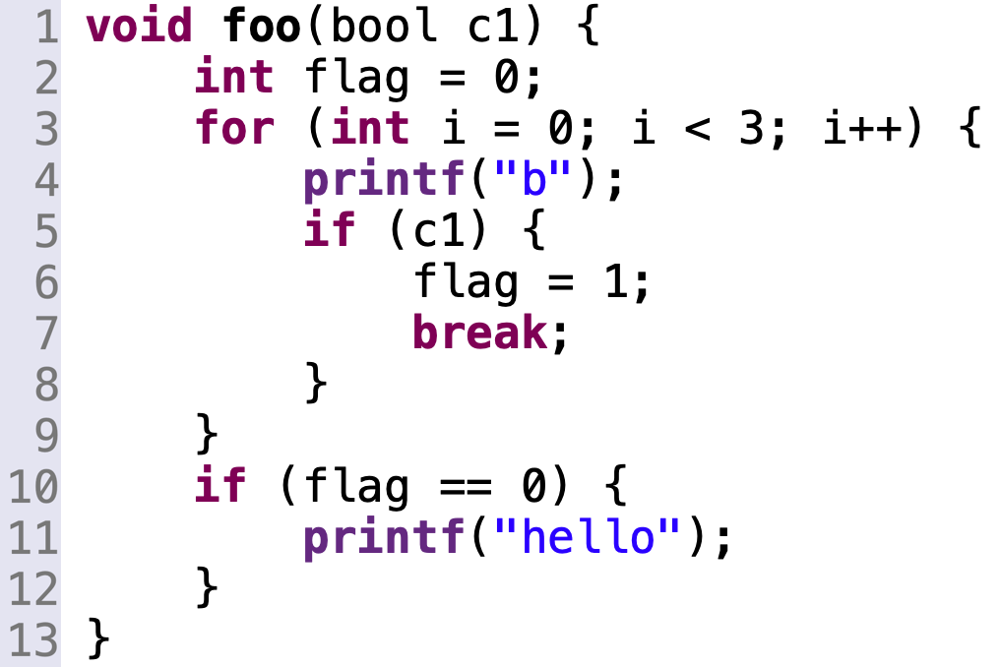 1 void foo(bool c1) {
2     int flag = 0;
3     for (int i = 0; i < 3; i++) {
4         printf("b");
5         if (c1) {
6             flag = 1;
7             break;
8         }
9     }
10     if (flag == 0) {
11         printf("hello");
12     }
13 }